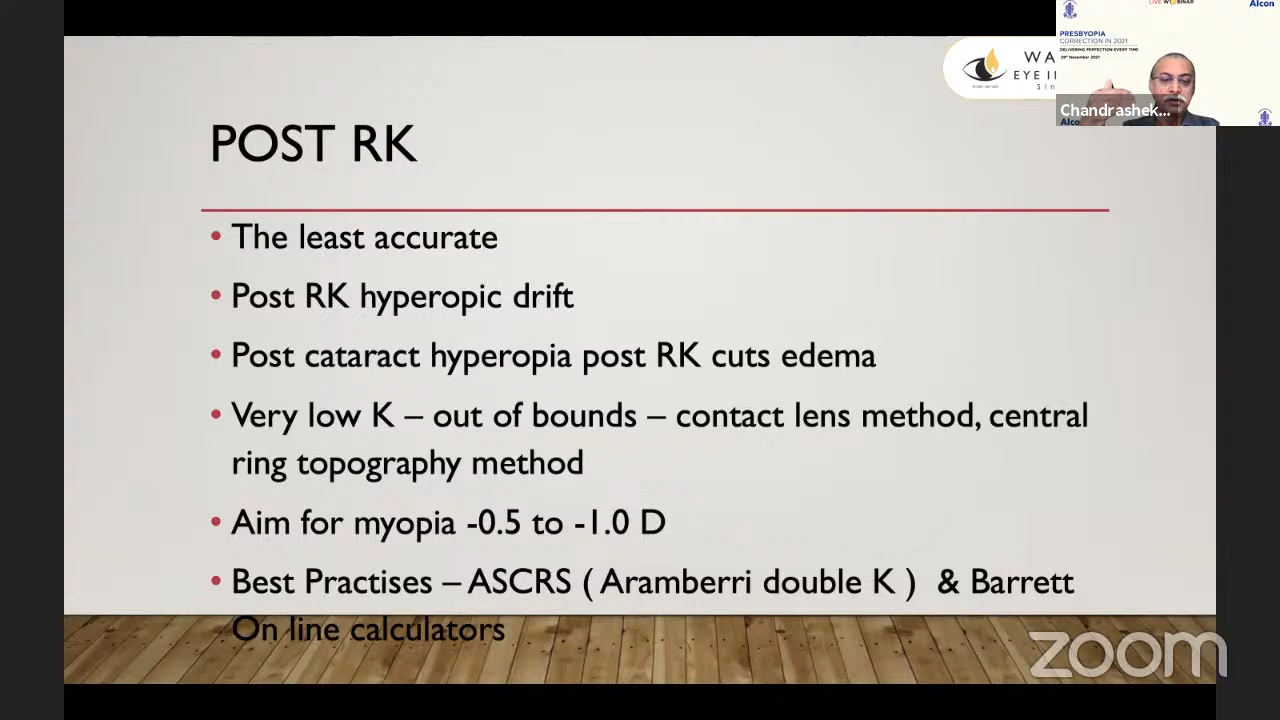 LIVE WEBINAR
Alcon
PRESBYOPIA
CORRECTION IN 2021
DELIVERING PERFECTION EVERY TIME
Chandrashek...
Alco
WA
EYE I
POST RK
• The least accurate
• Post RK hyperopic drift
• Post cataract hyperopia post RK cuts edema
• Very low K – out of bounds – contact lens method, central
ring topography method
• Aim for myopia -0.5 to -1.0 D
• Best Practises – ASCRS ( Aramberri double K ) & Barrett
On line calculators
zoom